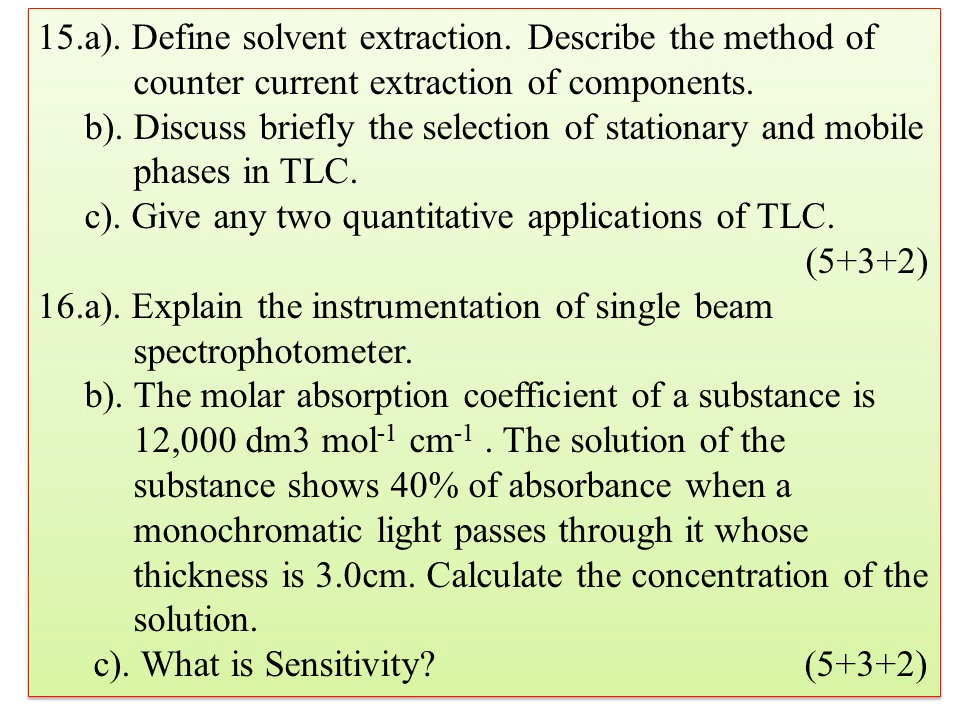 15.a). Define solvent extraction. Describe the method of
counter current extraction of components.
b). Discuss briefly the selection of stationary and mobile
phases in TLC.
c). Give any two quantitative applications of TLC.
(5+3+2)
16.a). Explain the instrumentation of single beam
spectrophotometer.
b). The molar absorption coefficient of a substance is
12,000 dm3 mol⁻¹ cm⁻¹ . The solution of the
substance shows 40% of absorbance when a
monochromatic light passes through it whose
thickness is 3.0cm. Calculate the concentration of the
solution.
c). What is Sensitivity? (5+3+2)